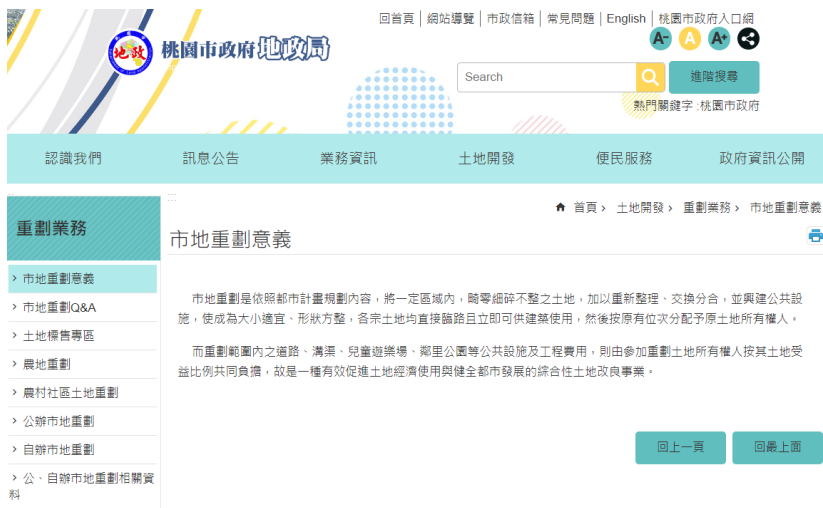 回首頁 | 網站導覽 | 市政信箱 | 常見問題 | English | 桃園市政府入口網
地政 桃園市政府地政局
A- A A+
Search 進階搜尋
熱門關鍵字 :桃園市政府
認識我們 訊息公告 業務資訊 土地開發 便民服務 政府資訊公開
:::
首頁 › 土地開發 › 重劃業務 › 市地重劃意義
重劃業務
市地重劃意義
› 市地重劃意義
› 市地重劃Q&A
› 土地標售專區
› 農地重劃
› 農村社區土地重劃
› 公辦市地重劃
› 自辦市地重劃
› 公、自辦市地重劃相關資
料
市地重劃是依照都市計畫規劃內容，將一定區域內，畸零細碎不整之土地，加以重新整理、交換分合，並興建公共設
施，使成為大小適宜、形狀方整，各宗土地均直接臨路且立即可供建築使用，然後按原有位次分配予原土地所有權人。
而重劃範圍內之道路、溝渠、兒童遊樂場、鄰里公園等公共設施及工程費用，則由參加重劃土地所有權人按其土地受
益比例共同負擔，故是一種有效促進土地經濟使用與健全都市發展的綜合性土地改良事業。
回上一頁 回最上面